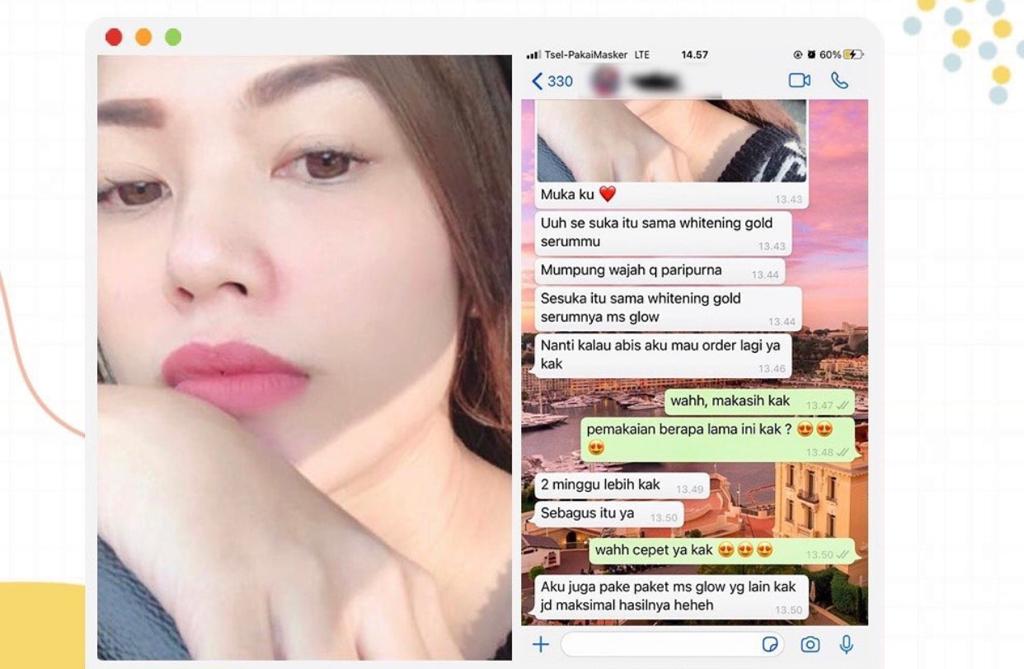 Tsel-PakaiMasker LTE 14.57 60%
330
Muka ku ❤️
13.43
Uuh se suka itu sama whitening gold
serummu
13.43
Mumpung wajah q paripurna
13.44
Sesuka itu sama whitening gold
serumnya ms glow
13.44
Nanti kalau abis aku mau order lagi ya
kak
13.46
wahh, makasih kak
13.47
pemakaian berapa lama ini kak ? 😍😍
😍
13.48
2 minggu lebih kak
13.49
Sebagus itu ya
13.50
wahh cepet ya kak 😍😍😍
13.50
Aku juga pake paket ms glow yg lain kak
jd maksimal hasilnya heheh
13.50